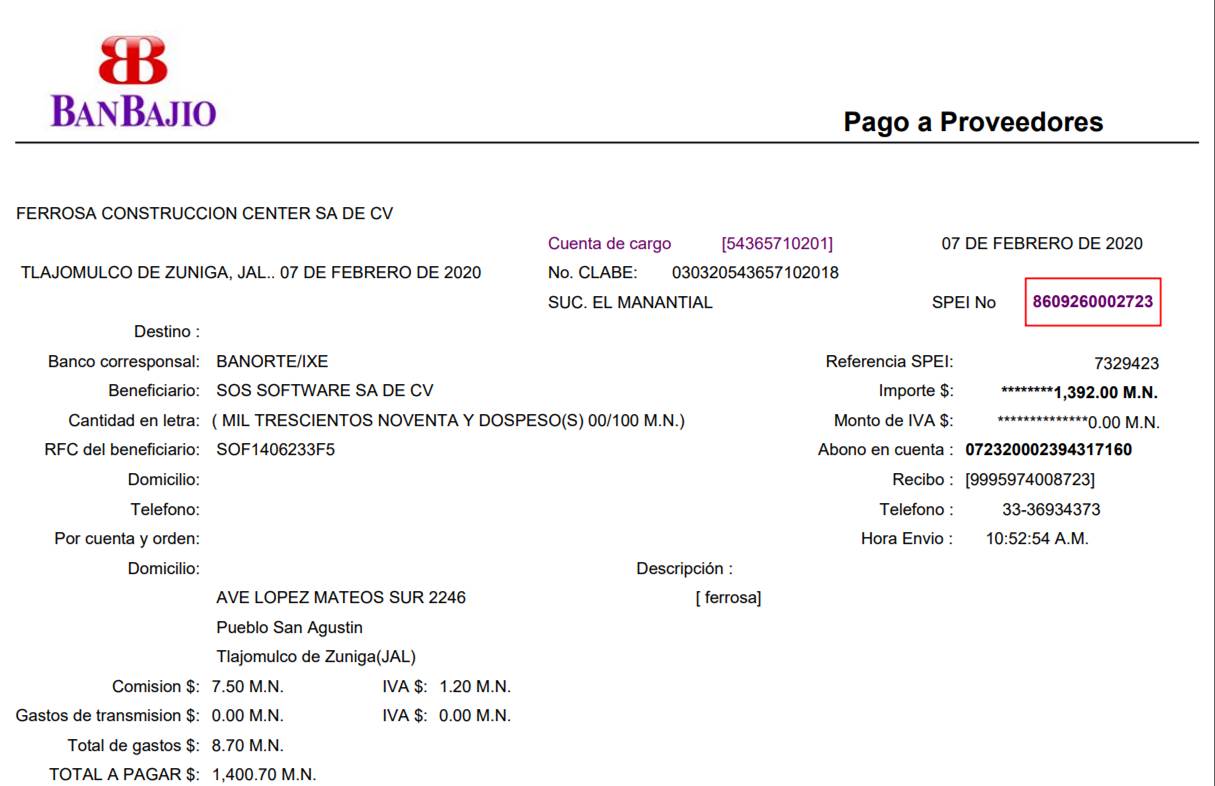 BB
BANBAJIO
Pago a Proveedores
FERROSA CONSTRUCCION CENTER SA DE CV
Cuenta de cargo [54365710201] 07 DE FEBRERO DE 2020
TLAJOMULCO DE ZUNIGA, JAL.. 07 DE FEBRERO DE 2020 No. CLABE: 030320543657102018
SUC. EL MANANTIAL SPEI No 8609260002723
Destino :
Banco corresponsal: BANORTE/IXE Referencia SPEI: 7329423
Beneficiario: SOS SOFTWARE SA DE CV Importe $: ********1,392.00 M.N.
Cantidad en letra: ( MIL TRESCIENTOS NOVENTA Y DOSPESO(S) 00/100 M.N.) Monto de IVA $: **************0.00 M.N.
RFC del beneficiario: SOF1406233F5 Abono en cuenta : 072320002394317160
Domicilio: Recibo : [9995974008723]
Telefono: Telefono : 33-36934373
Por cuenta y orden: Hora Envio : 10:52:54 A.M.
Domicilio: Descripción :
AVE LOPEZ MATEOS SUR 2246 [ ferrosa]
Pueblo San Agustin
Tlajomulco de Zuniga(JAL)
Comision $: 7.50 M.N. IVA $: 1.20 M.N.
Gastos de transmision $: 0.00 M.N. IVA $: 0.00 M.N.
Total de gastos $: 8.70 M.N.
TOTAL A PAGAR $: 1,400.70 M.N.